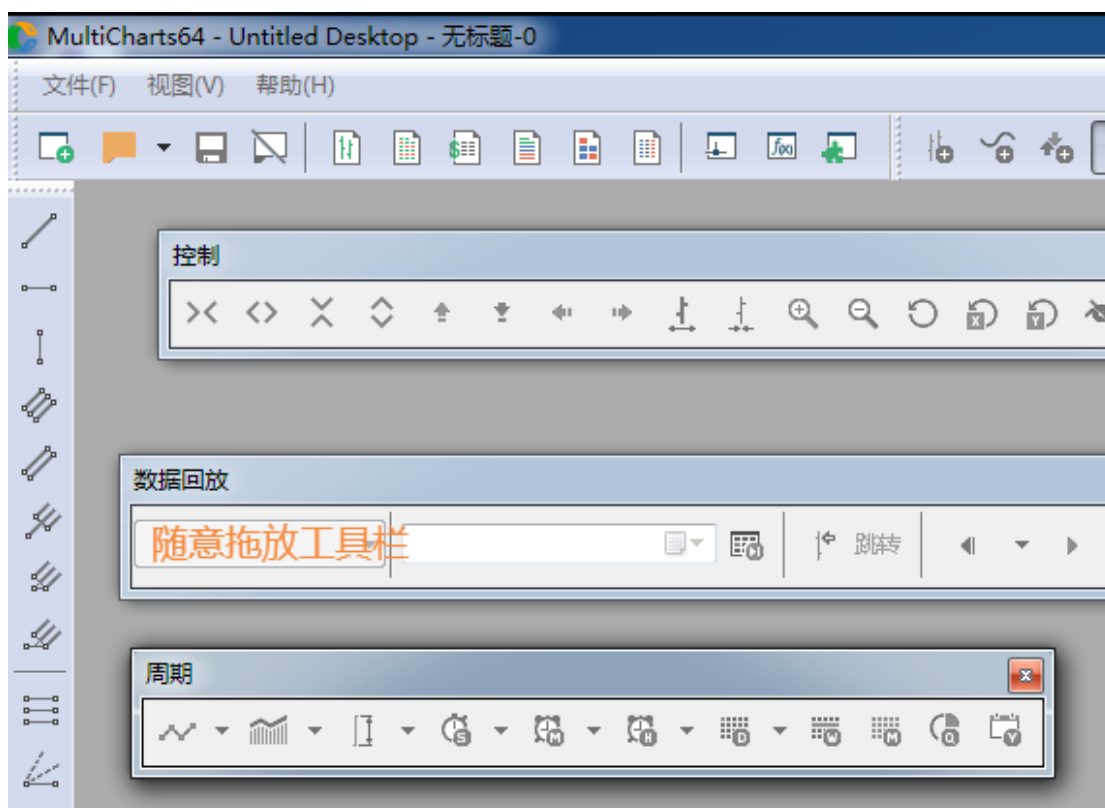 MultiCharts64 - Untitled Desktop - 无标题-0
文件(F) 视图(V) 帮助(H)
f(x)
控制
X Y
数据回放
随意拖放工具栏
跳转
周期
S M H D W M Q Y